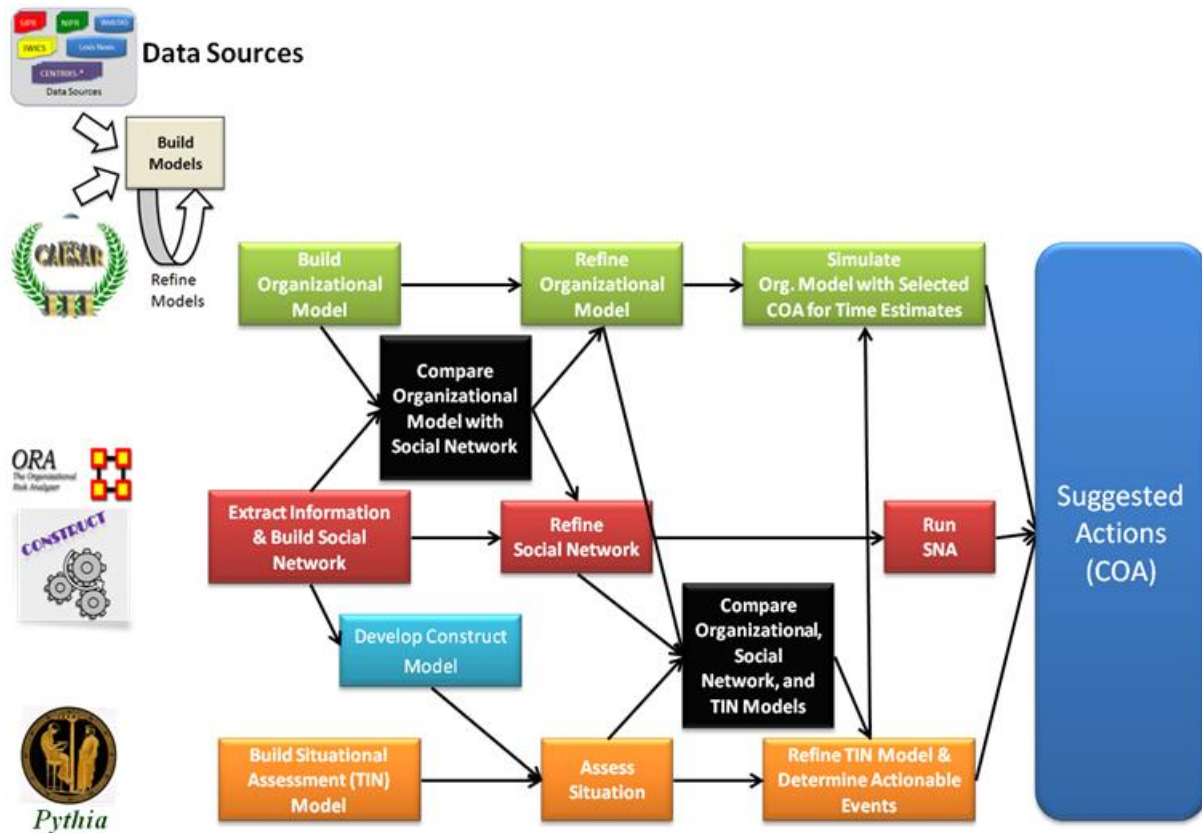 SIPR
NIPR
WebTAS
JWICS
Lexis Nexis
CENTRIXS-*
Data Sources
Data Sources
Build
Models
Refine
Models
CAESAR
III
Build
Organizational
Model
Refine
Organizational
Model
Simulate
Org. Model with Selected
COA for Time Estimates
Compare
Organizational
Model with
Social Network
ORA
The Organizational
Risk Analyzer
CONSTRUCT
Extract Information
& Build Social
Network
Refine
Social Network
Run
SNA
Suggested
Actions
(COA)
Develop Construct
Model
Compare
Organizational,
Social
Network, and
TIN Models
Build Situational
Assessment (TIN)
Model
Assess
Situation
Refine TIN Model &
Determine Actionable
Events
Pythia